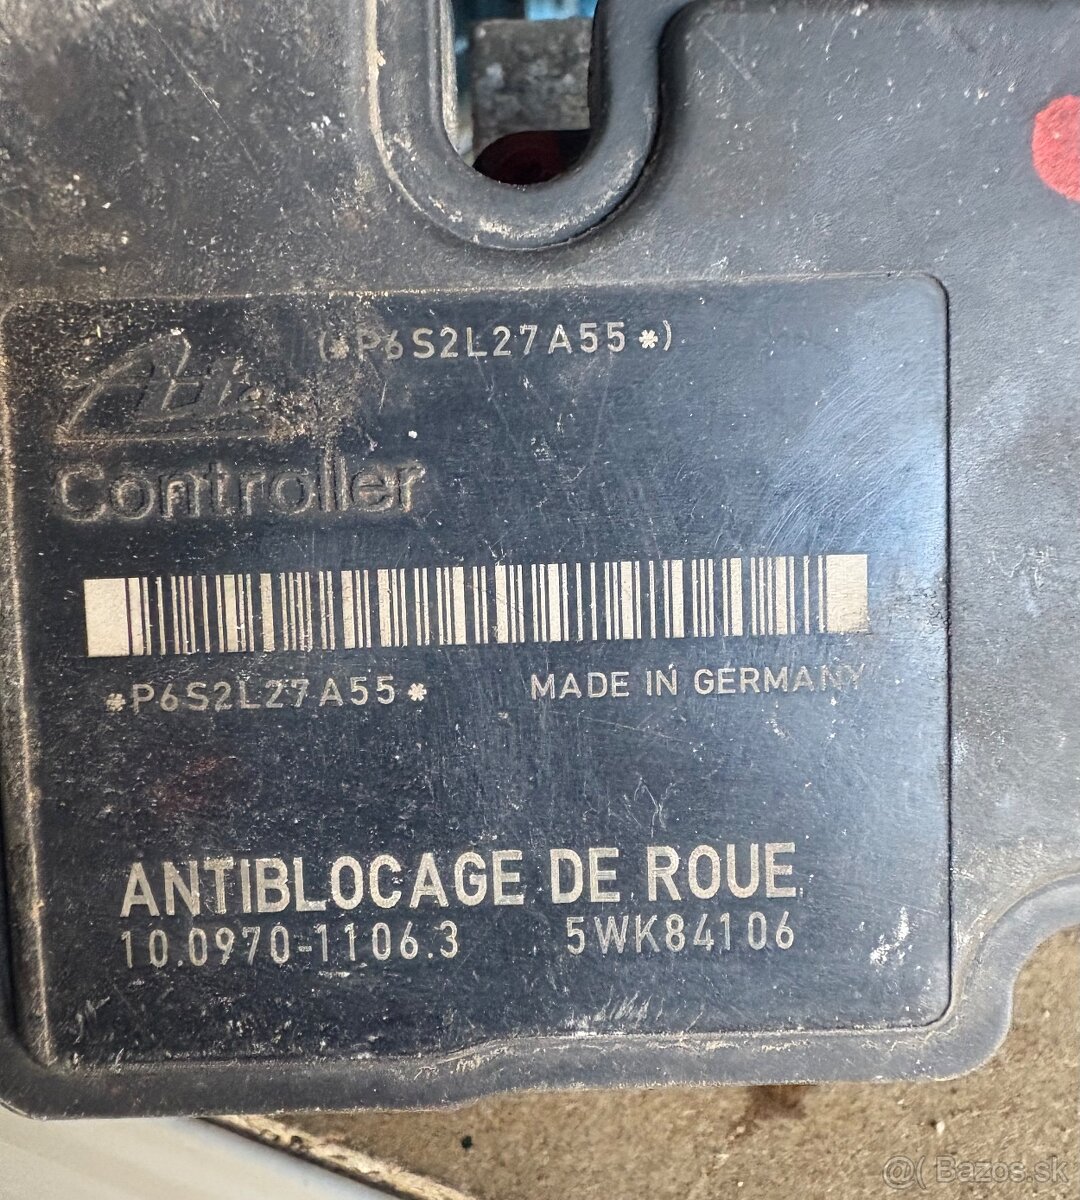 (*P6S2L27A55*)
Ate
Controller
*P6S2L27A55*
MADE IN GERMANY
ANTIBLOCAGE DE ROUE
10.0970-1106.3 5WK84106
@( Bazos.sk